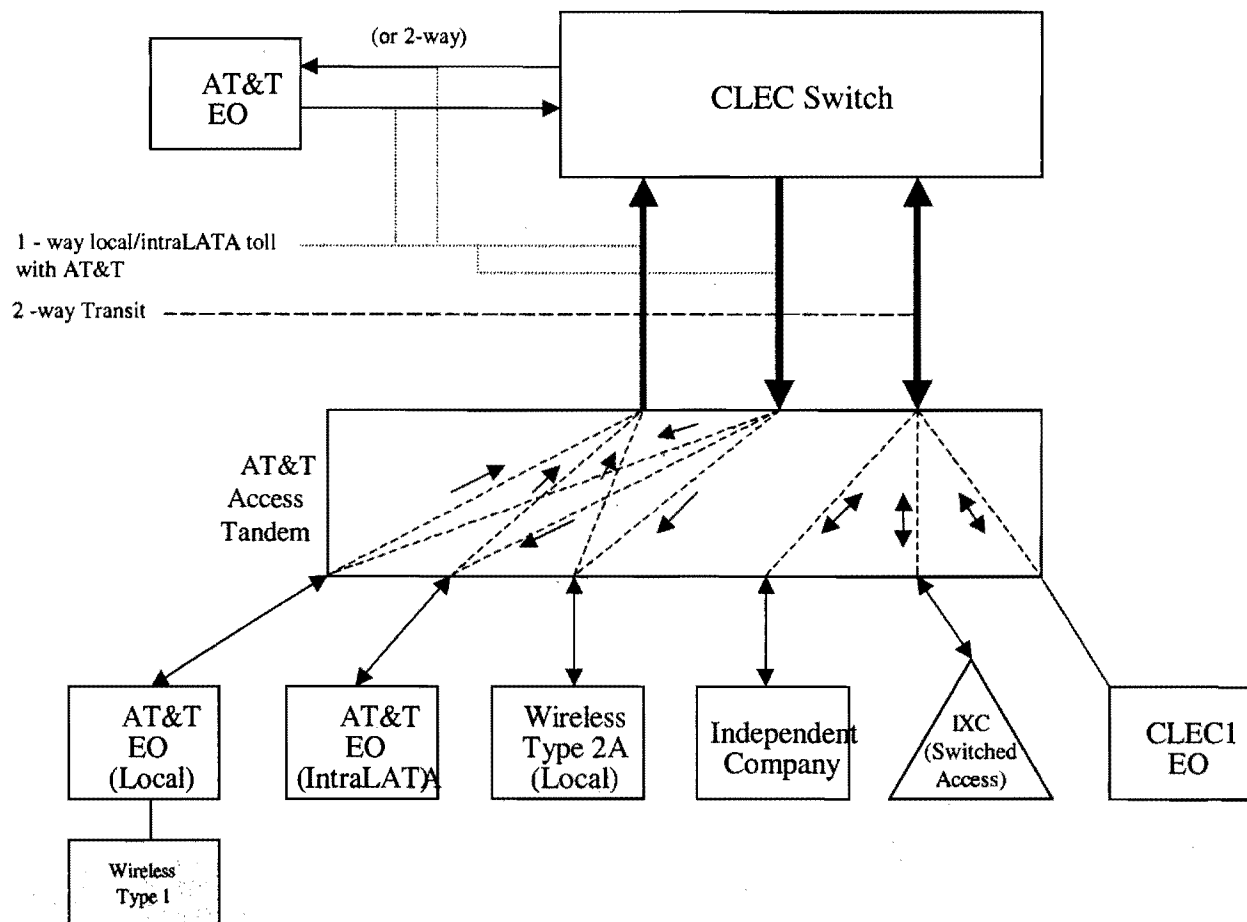 (or 2-way)
AT&T
EO
CLEC Switch
1 - way local/intraLATA toll
with AT&T
2 -way Transit
AT&T
Access
Tandem
AT&T
EO
(Local)
AT&T
EO
(IntraLATA)
Wireless
Type 2A
(Local)
Independent
Company
IXC
(Switched
Access)
CLEC1
EO
Wireless
Type 1